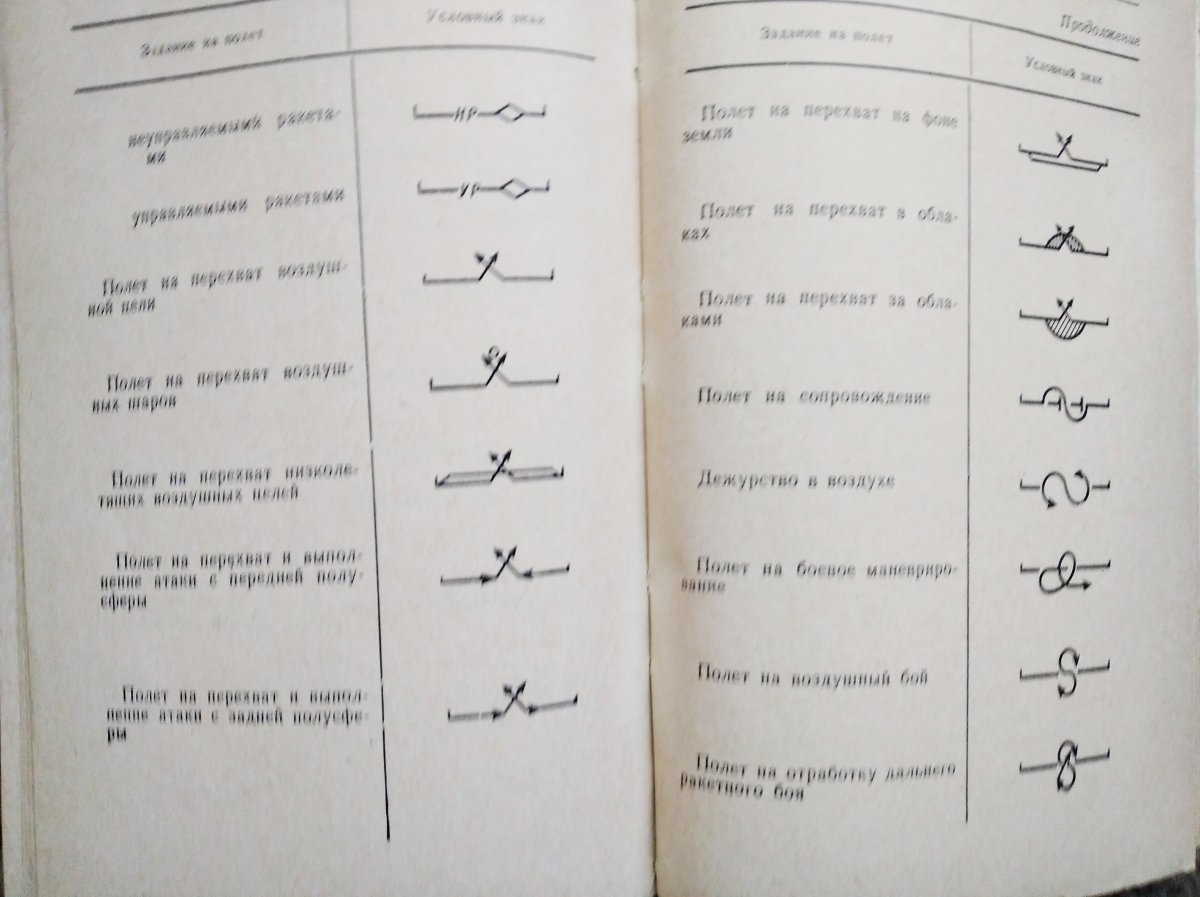 Задание на полет
Условный знак
неуправляемыми ракета-
ми
НР
управляемыми ракетами
УР
Полет на перехват воздуш-
ной цели
Полет на перехват воздуш-
ных шаров
Полет на перехват низколе-
тящих воздушных целей
Полет на перехват и выпол-
нение атаки с передней полу-
сферы
Полет на перехват и выпол-
нение атаки с задней полусфе-
ры
Продолжение
Задание на полет
Условный знак
Полет на перехват на фоне
земли
Полет на перехват в обла-
ках
Полет на перехват за обла-
ками
Полет на сопровождение
Дежурство в воздухе
Полет на боевое маневриро-
вание
Полет на воздушный бой
Полет на отработку дальнего
ракетного боя